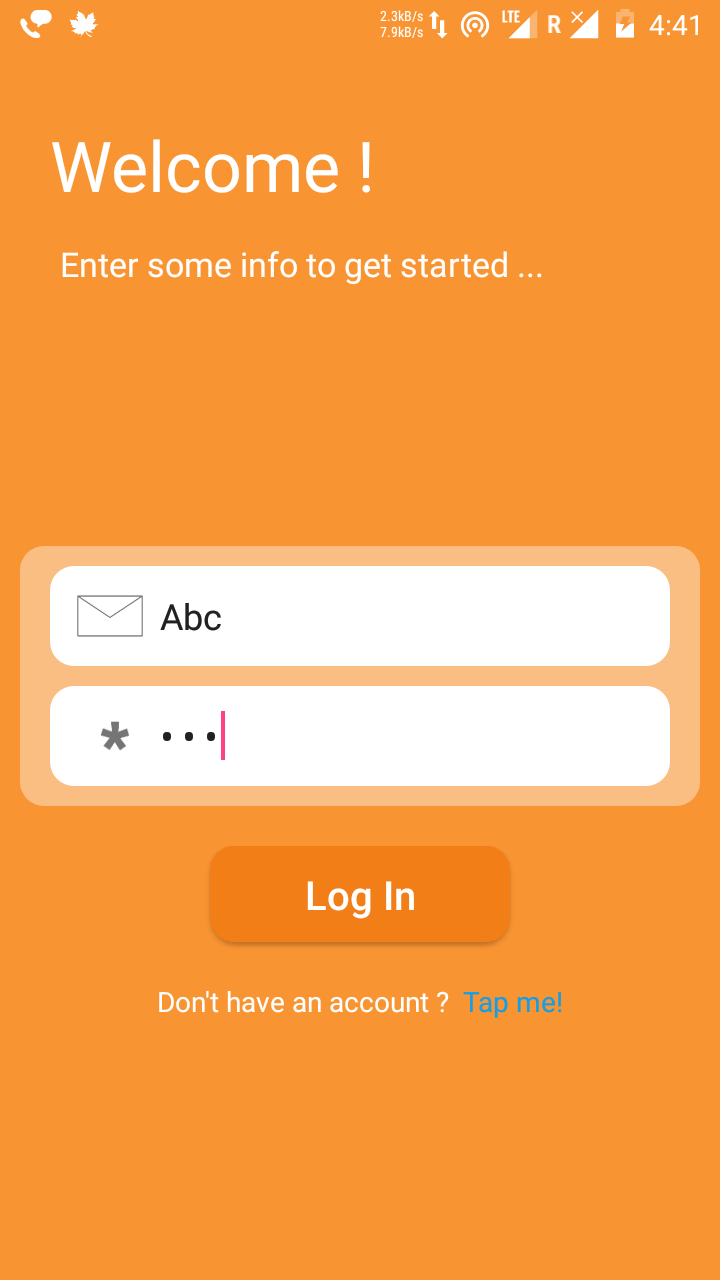 2.3kB/s
7.9kB/s
LTE R 4:41
Welcome !
Enter some info to get started ...
Abc
* •••
Log In
Don't have an account ? Tap me!